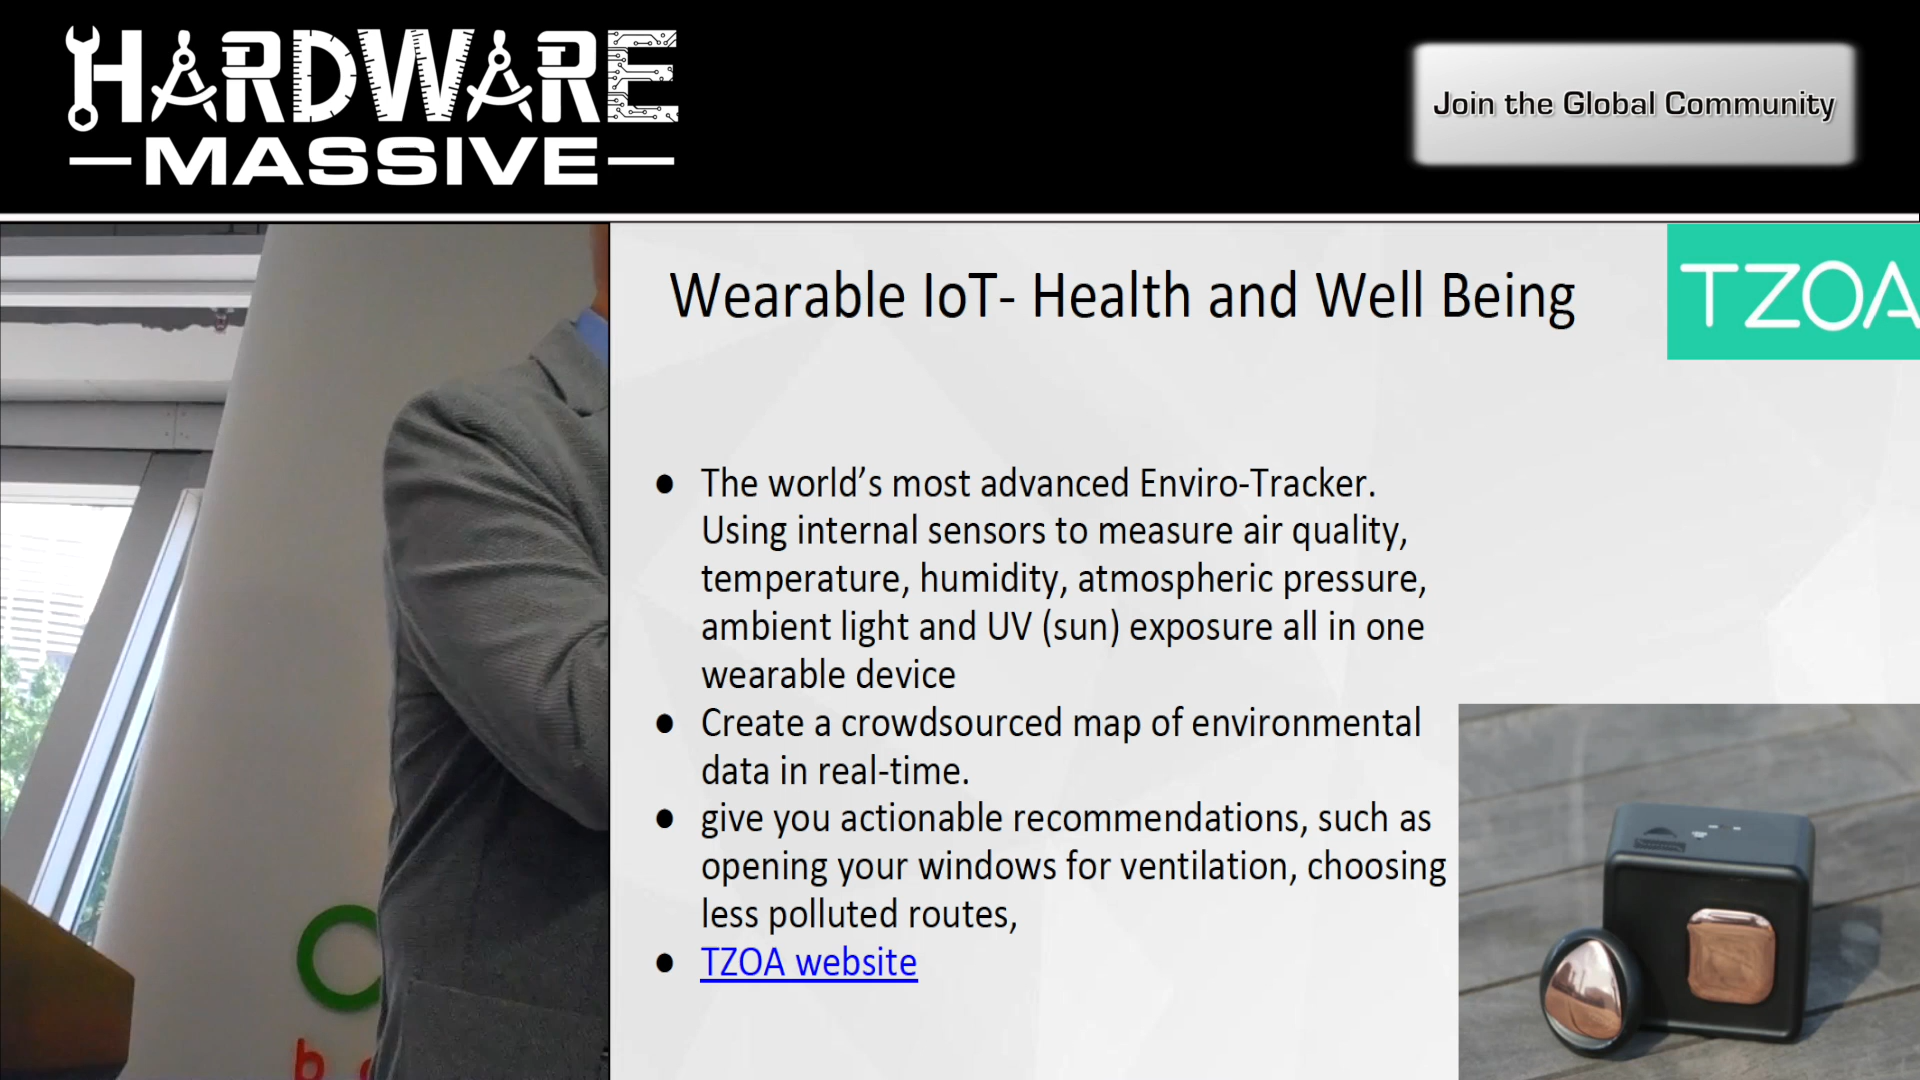 HARDWARE
MASSIVE
Join the Global Community
Wearable IoT- Health and Well Being
TZOA
● The world’s most advanced Enviro-Tracker.
Using internal sensors to measure air quality,
temperature, humidity, atmospheric pressure,
ambient light and UV (sun) exposure all in one
wearable device
● Create a crowdsourced map of environmental
data in real-time.
● give you actionable recommendations, such as
opening your windows for ventilation, choosing
less polluted routes,
● TZOA website
b